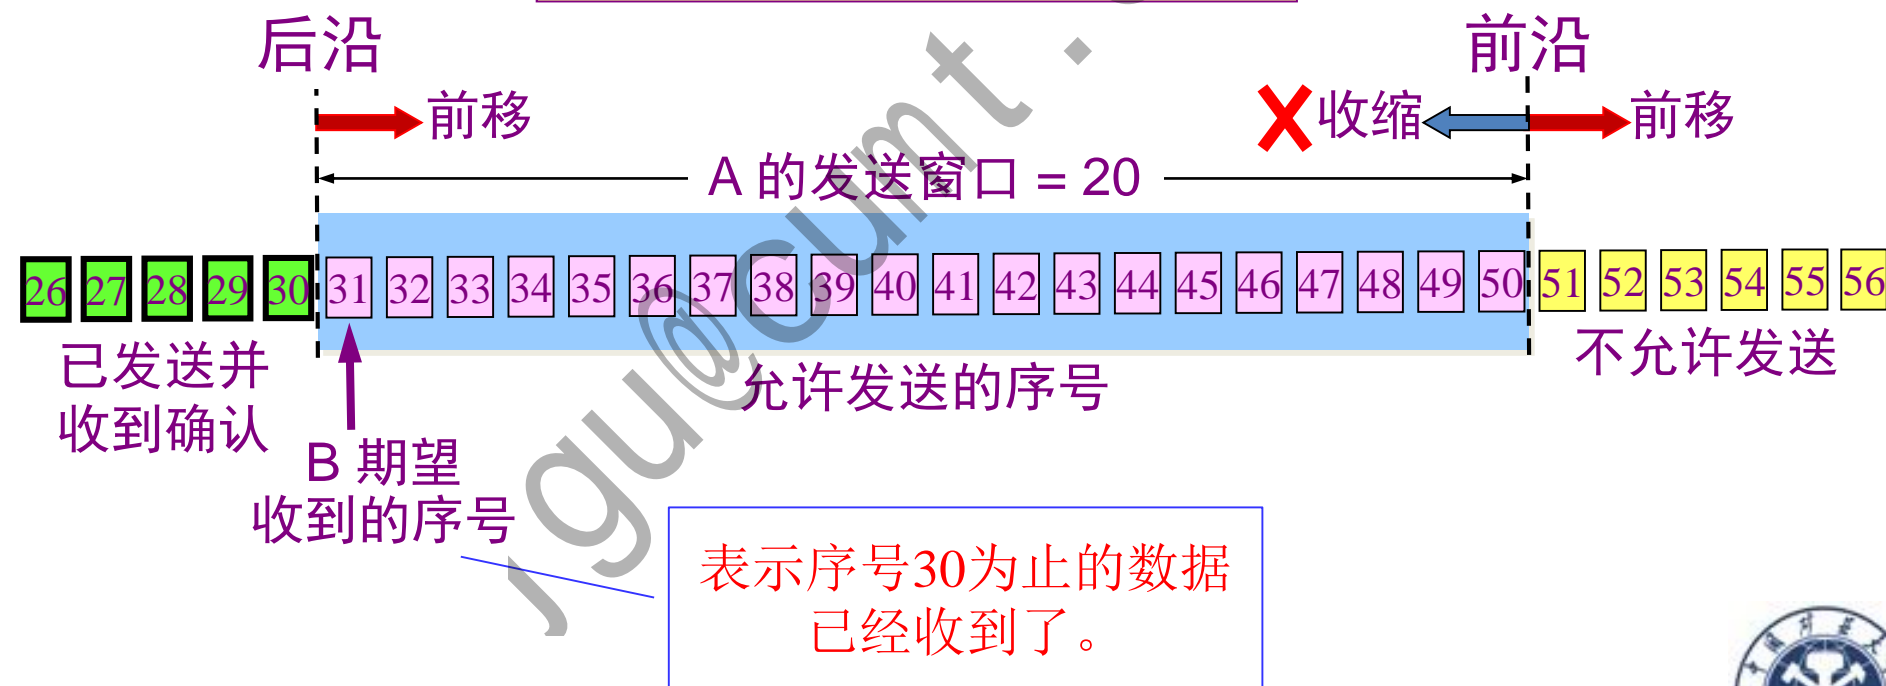 后沿
前沿
前移
收缩
前移
A 的发送窗口 = 20
26 27 28 29 30 31 32 33 34 35 36 37 38 39 40 41 42 43 44 45 46 47 48 49 50 51 52 53 54 55 56
已发送并
收到确认
允许发送的序号
不允许发送
B 期望
收到的序号
表示序号30为止的数据
已经收到了。
gu@cumt.